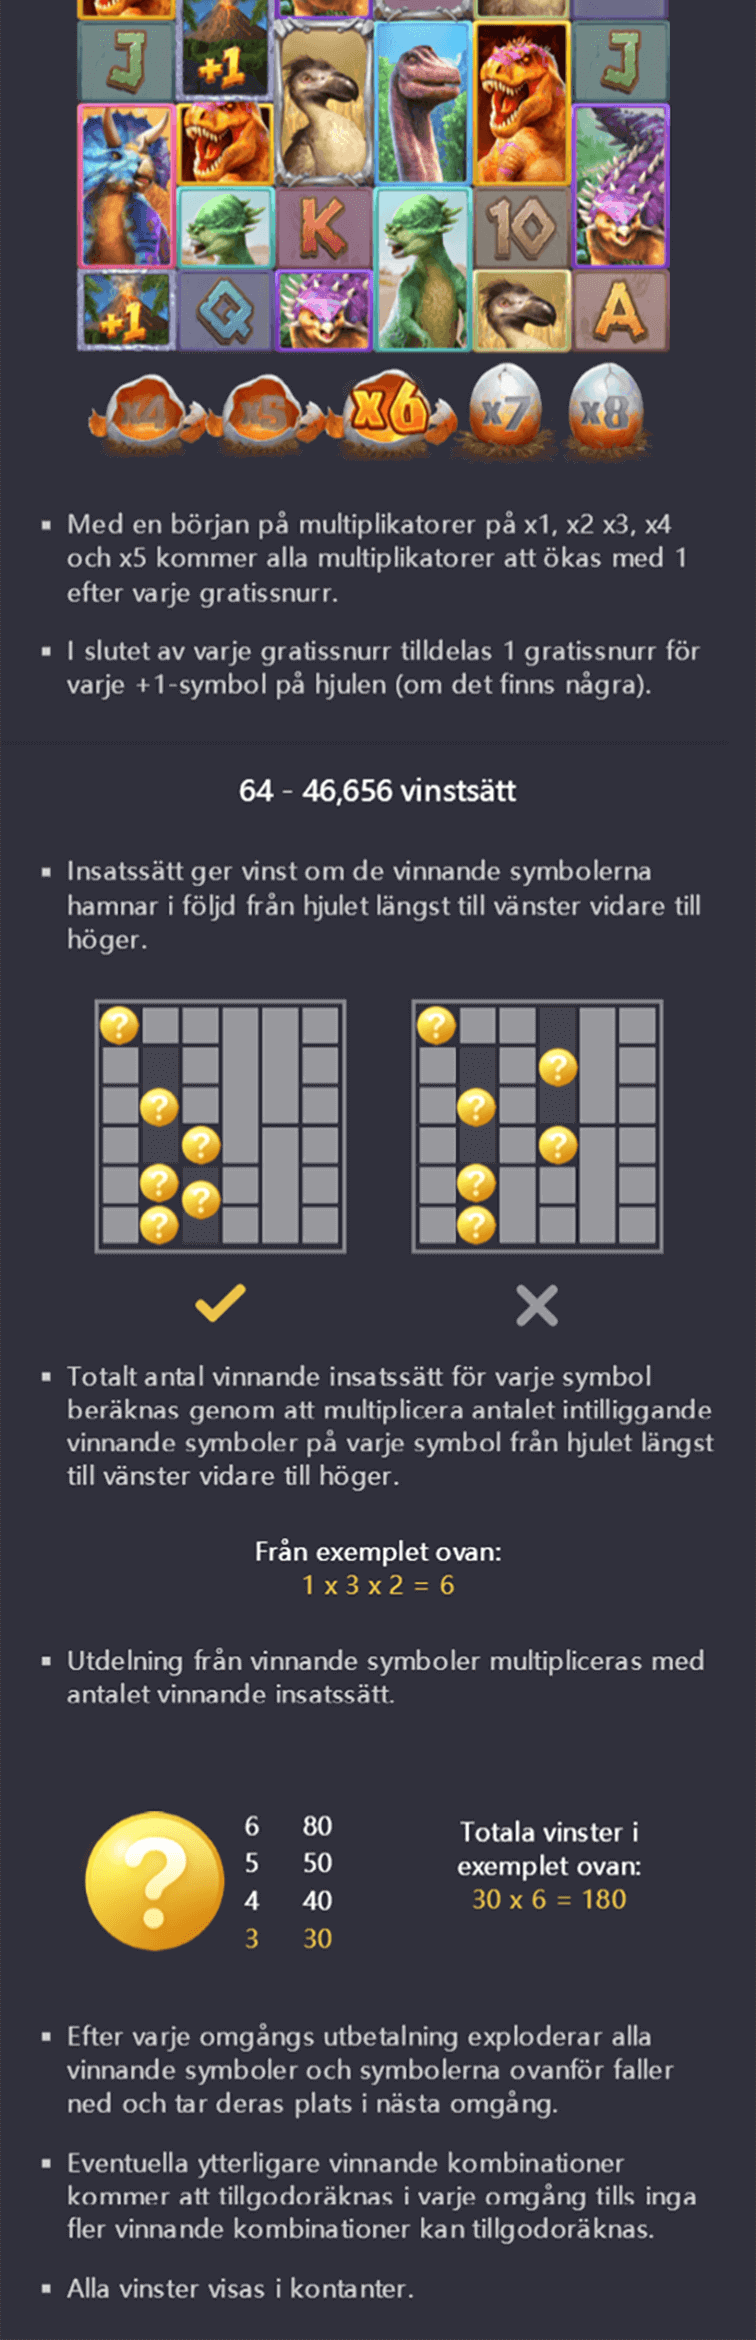 J
+1
J
K
10
+1
Q
A
x4 x5 x6 x7 x8
Med en början på multiplikatorer på x1, x2 x3, x4
och x5 kommer alla multiplikatorer att ökas med 1
efter varje gratissnurr.
I slutet av varje gratissnurr tilldelas 1 gratissnurr för
varje +1-symbol på hjulen (om det finns några).
64 - 46,656 vinstsätt
Insatssätt ger vinst om de vinnande symbolerna
hamnar i följd från hjulet längst till vänster vidare till
höger.
? ?
?
? ?
? ?
? ? ?
? ?
Totalt antal vinnande insatssätt för varje symbol
beräknas genom att multiplicera antalet intilliggande
vinnande symboler på varje symbol från hjulet längst
till vänster vidare till höger.
Från exemplet ovan:
1 x 3 x 2 = 6
Utdelning från vinnande symboler multipliceras med
antalet vinnande insatssätt.
?
6 80
5 50
4 40
3 30
Totala vinster i
exemplet ovan:
30 x 6 = 180
Efter varje omgångs utbetalning exploderar alla
vinnande symboler och symbolerna ovanför faller
ned och tar deras plats i nästa omgång.
Eventuella ytterligare vinnande kombinationer
kommer att tillgodoräknas i varje omgång tills inga
fler vinnande kombinationer kan tillgodoräknas.
Alla vinster visas i kontanter.